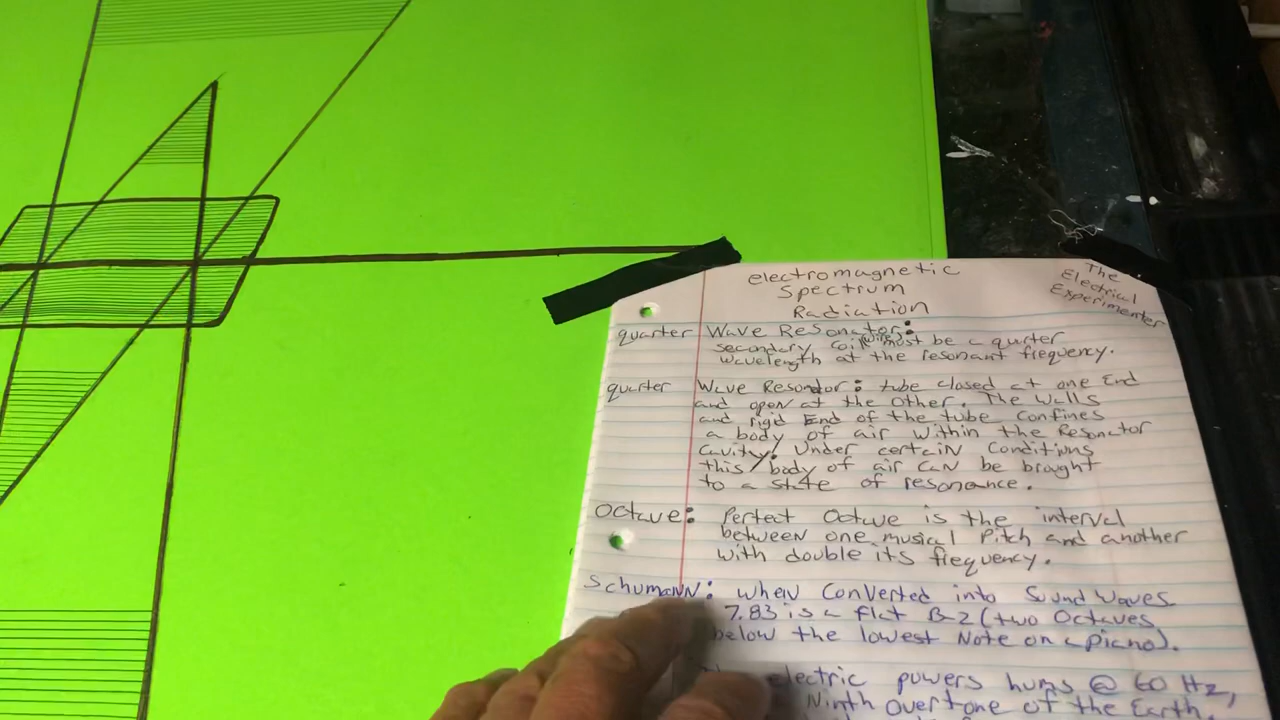 electromagnetic
Spectrum
Radiation
The
Electrical
Experimenter
quarter Wave Resonator:
secondary coil must be a qurter
wavelength at the resonant frequency.
quarter Wave Resondor: tube closed at one End
and open at the other. The walls
and rigid End of the tube confines
a body of air within the Resonator
cavity. Under certain conditions
this body of air can be brought
to a state of resonance.
Octave: Perfect Octave is the interval
between one musical Pitch and another
with double its frequency.
Schumann: when converted into Sound Waves
7.83 is a flat B-2 (two Octaves
below the lowest Note on a piano).
electric powers hums @ 60 Hz,
Ninth overtone of the Earth.